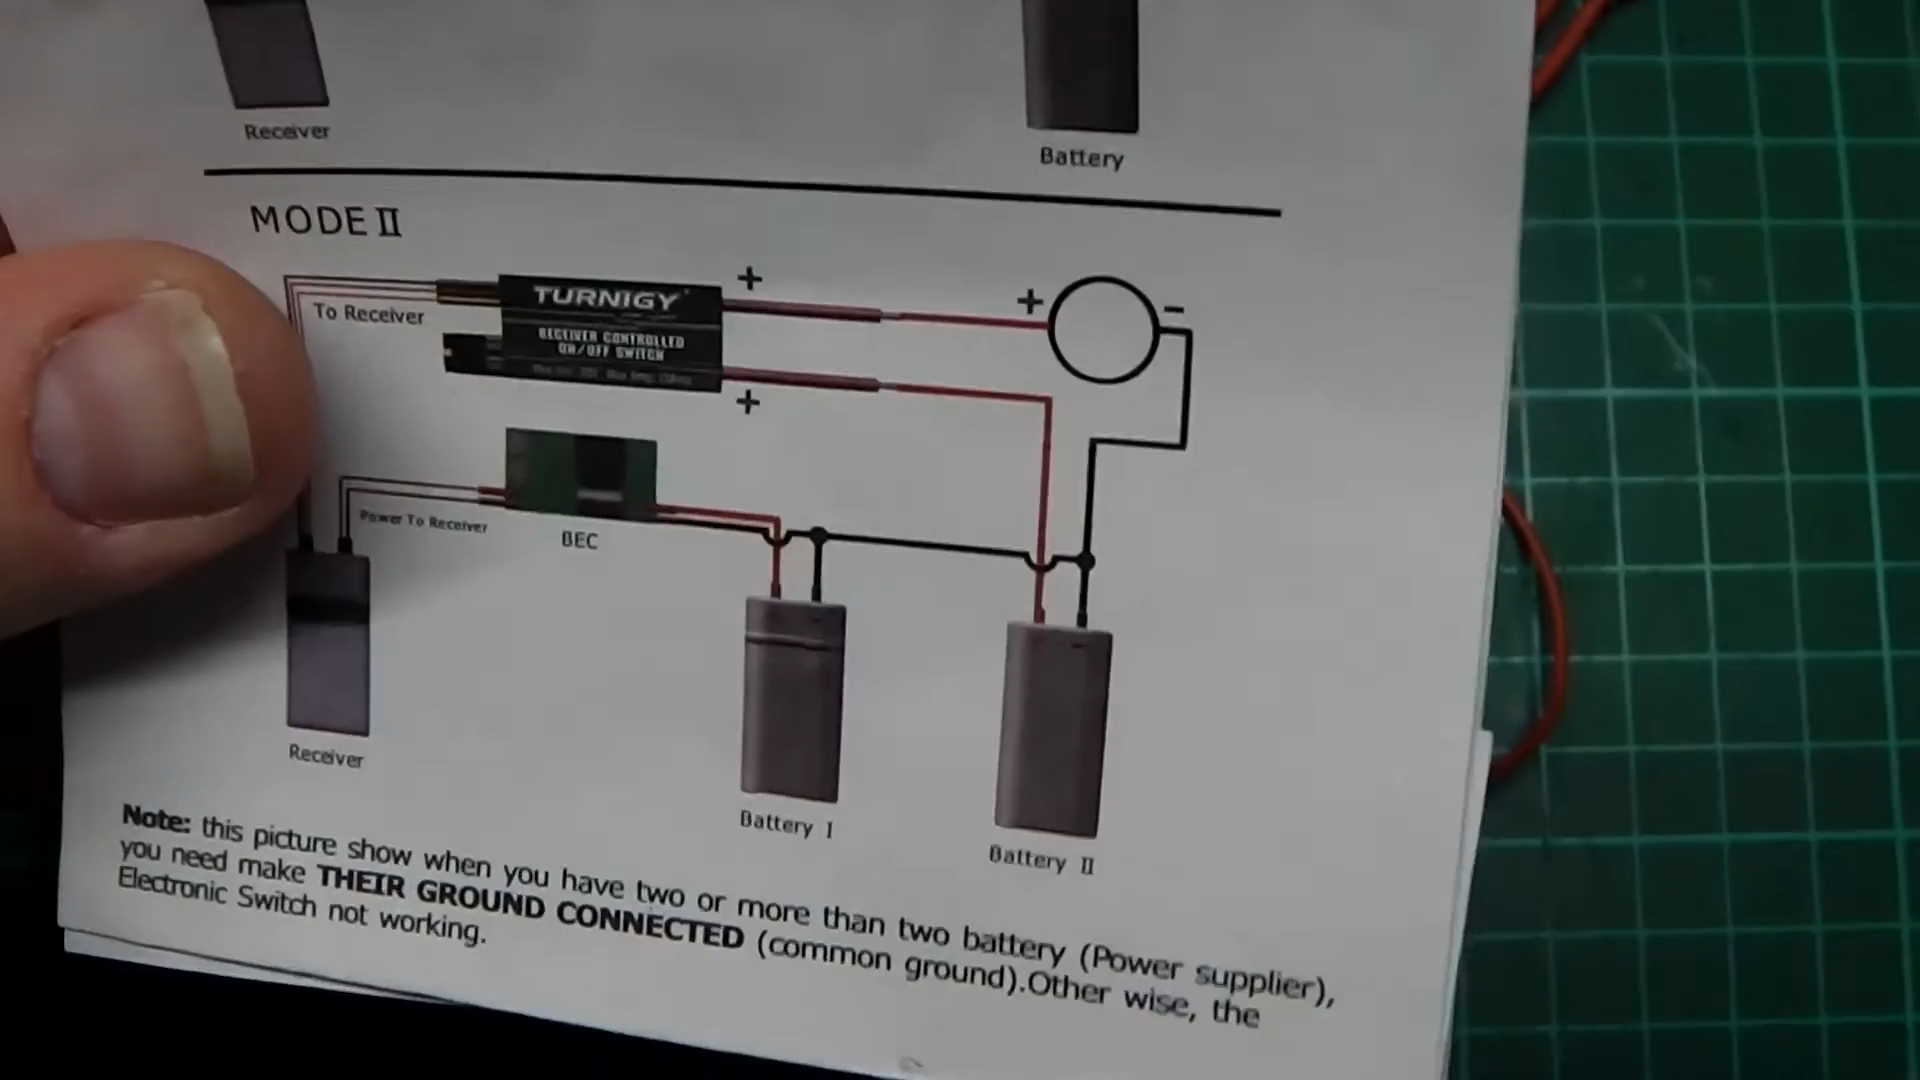 Receiver
Battery
MODE II
+
+
-
TURNIGY
To Receiver
RECEIVER CONTROLLED
ON/OFF SWITCH
+
Power To Receiver
BEC
Receiver
Battery I
Battery II
Note: this picture show when you have two or more than two battery (Power supplier),
you need make THEIR GROUND CONNECTED (common ground).Other wise, the
Electronic Switch not working.